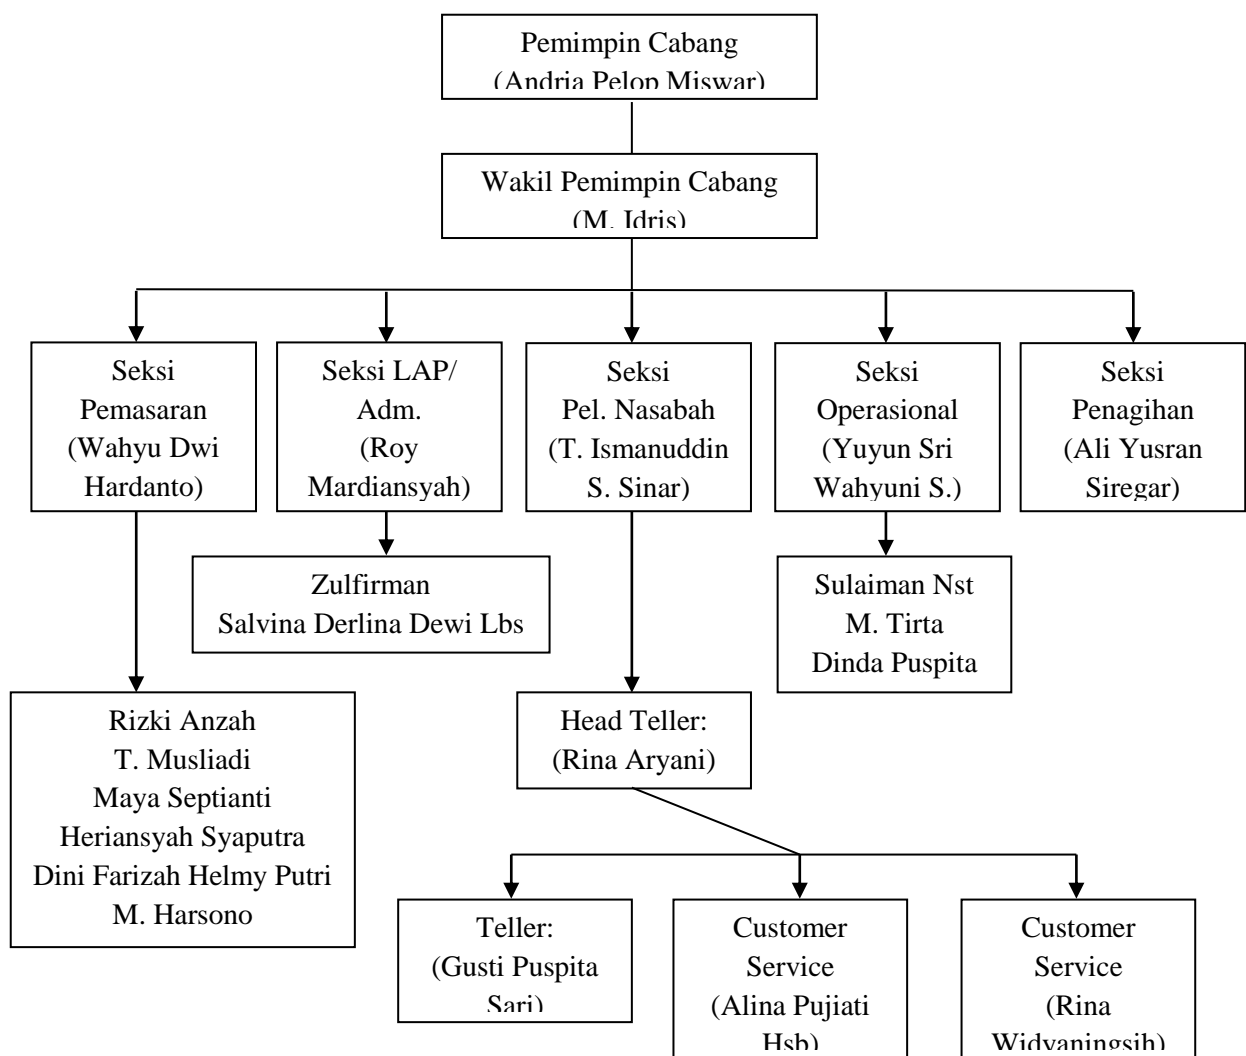 Pemimpin Cabang
(Andria Pelop Miswar)
Wakil Pemimpin Cabang
(M. Idris)
Seksi
Pemasaran
(Wahyu Dwi
Hardanto)
Seksi LAP/
Adm.
(Roy
Mardiansyah)
Seksi
Pel. Nasabah
(T. Ismanuddin
S. Sinar)
Seksi
Operasional
(Yuyun Sri
Wahyuni S.)
Seksi
Penagihan
(Ali Yusran
Siregar)
Zulfirman
Salvina Derlina Dewi Lbs
Sulaiman Nst
M. Tirta
Dinda Puspita
Rizki Anzah
T. Musliadi
Maya Septianti
Heriansyah Syaputra
Dini Farizah Helmy Putri
M. Harsono
Head Teller:
(Rina Aryani)
Teller:
(Gusti Puspita
Sari)
Customer
Service
(Alina Pujiati
Hsb)
Customer
Service
(Rina
Widyaningsih)